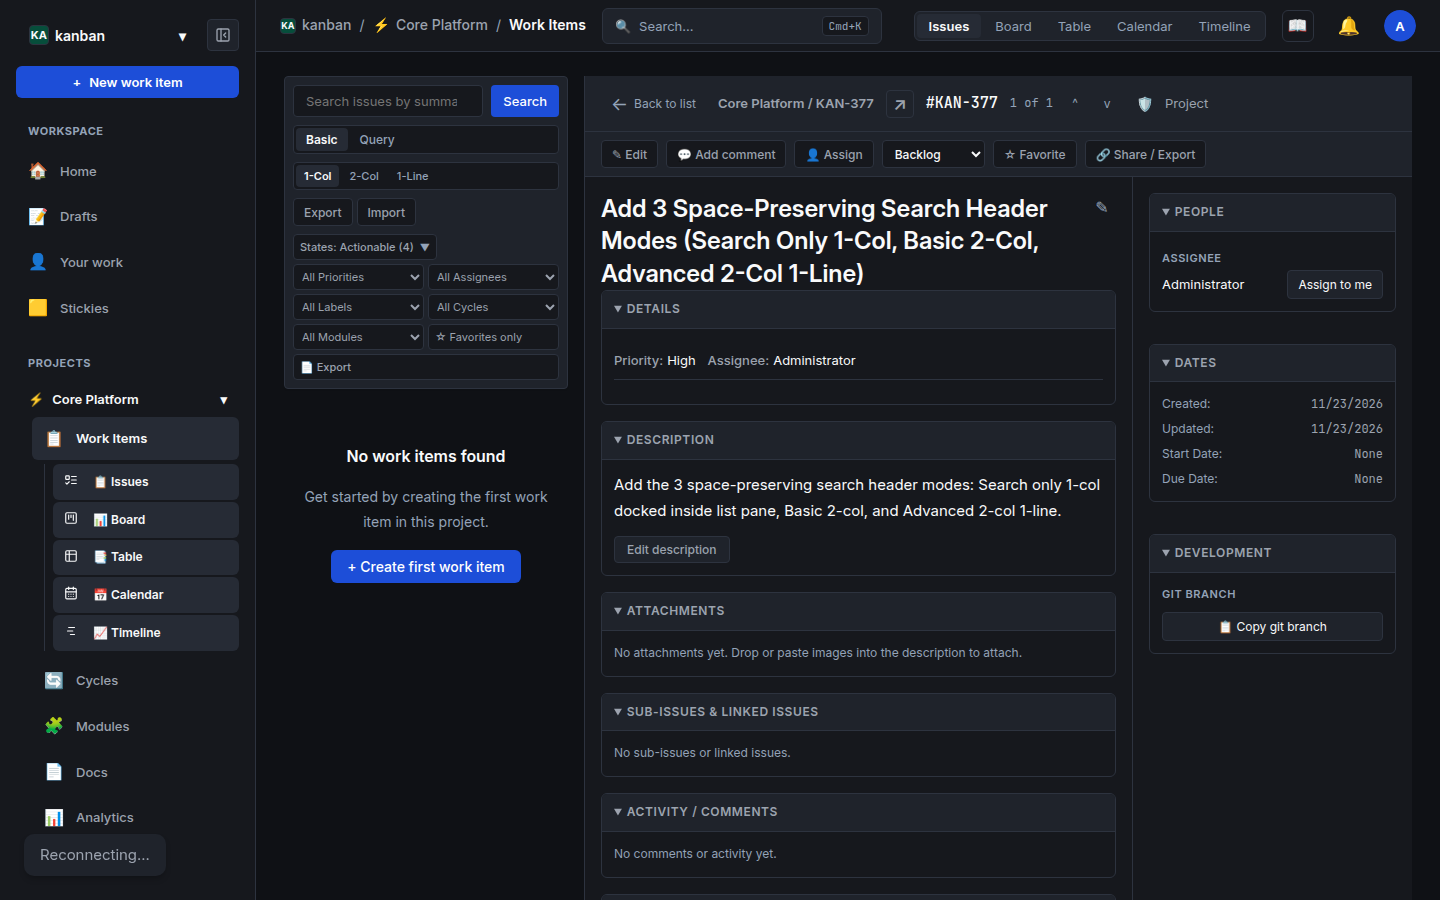 KA kanban ▾
+ New work item
WORKSPACE
🏠 Home
📝 Drafts
👤 Your work
🟨 Stickies
PROJECTS
⚡ Core Platform ▾
📋 Work Items
📋 Issues
📊 Board
📑 Table
📅 Calendar
📈 Timeline
🔄 Cycles
🧩 Modules
📄 Docs
📊 Analytics
Reconnecting...
KA kanban / ⚡ Core Platform / Work Items
🔍 Search... Cmd+K
Issues Board Table Calendar Timeline
A
Search issues by summa
Search
Basic Query
1-Col 2-Col 1-Line
Export Import
States: Actionable (4) ▼
All Priorities All Assignees
All Labels All Cycles
All Modules ☆ Favorites only
📄 Export
No work items found
Get started by creating the first work
item in this project.
+ Create first work item
← Back to list Core Platform / KAN-377 ↗ #KAN-377 1 of 1 ^ v 🛡️ Project
✎ Edit 💬 Add comment 👤 Assign Backlog ☆ Favorite 🔗 Share / Export
Add 3 Space-Preserving Search Header
Modes (Search Only 1-Col, Basic 2-Col,
Advanced 2-Col 1-Line)
✎
▼ DETAILS
Priority: High Assignee: Administrator
▼ DESCRIPTION
Add the 3 space-preserving search header modes: Search only 1-col
docked inside list pane, Basic 2-col, and Advanced 2-col 1-line.
Edit description
▼ ATTACHMENTS
No attachments yet. Drop or paste images into the description to attach.
▼ SUB-ISSUES & LINKED ISSUES
No sub-issues or linked issues.
▼ ACTIVITY / COMMENTS
No comments or activity yet.
▼ PEOPLE
ASSIGNEE
Administrator Assign to me
▼ DATES
Created: 11/23/2026
Updated: 11/23/2026
Start Date: None
Due Date: None
▼ DEVELOPMENT
GIT BRANCH
📋 Copy git branch